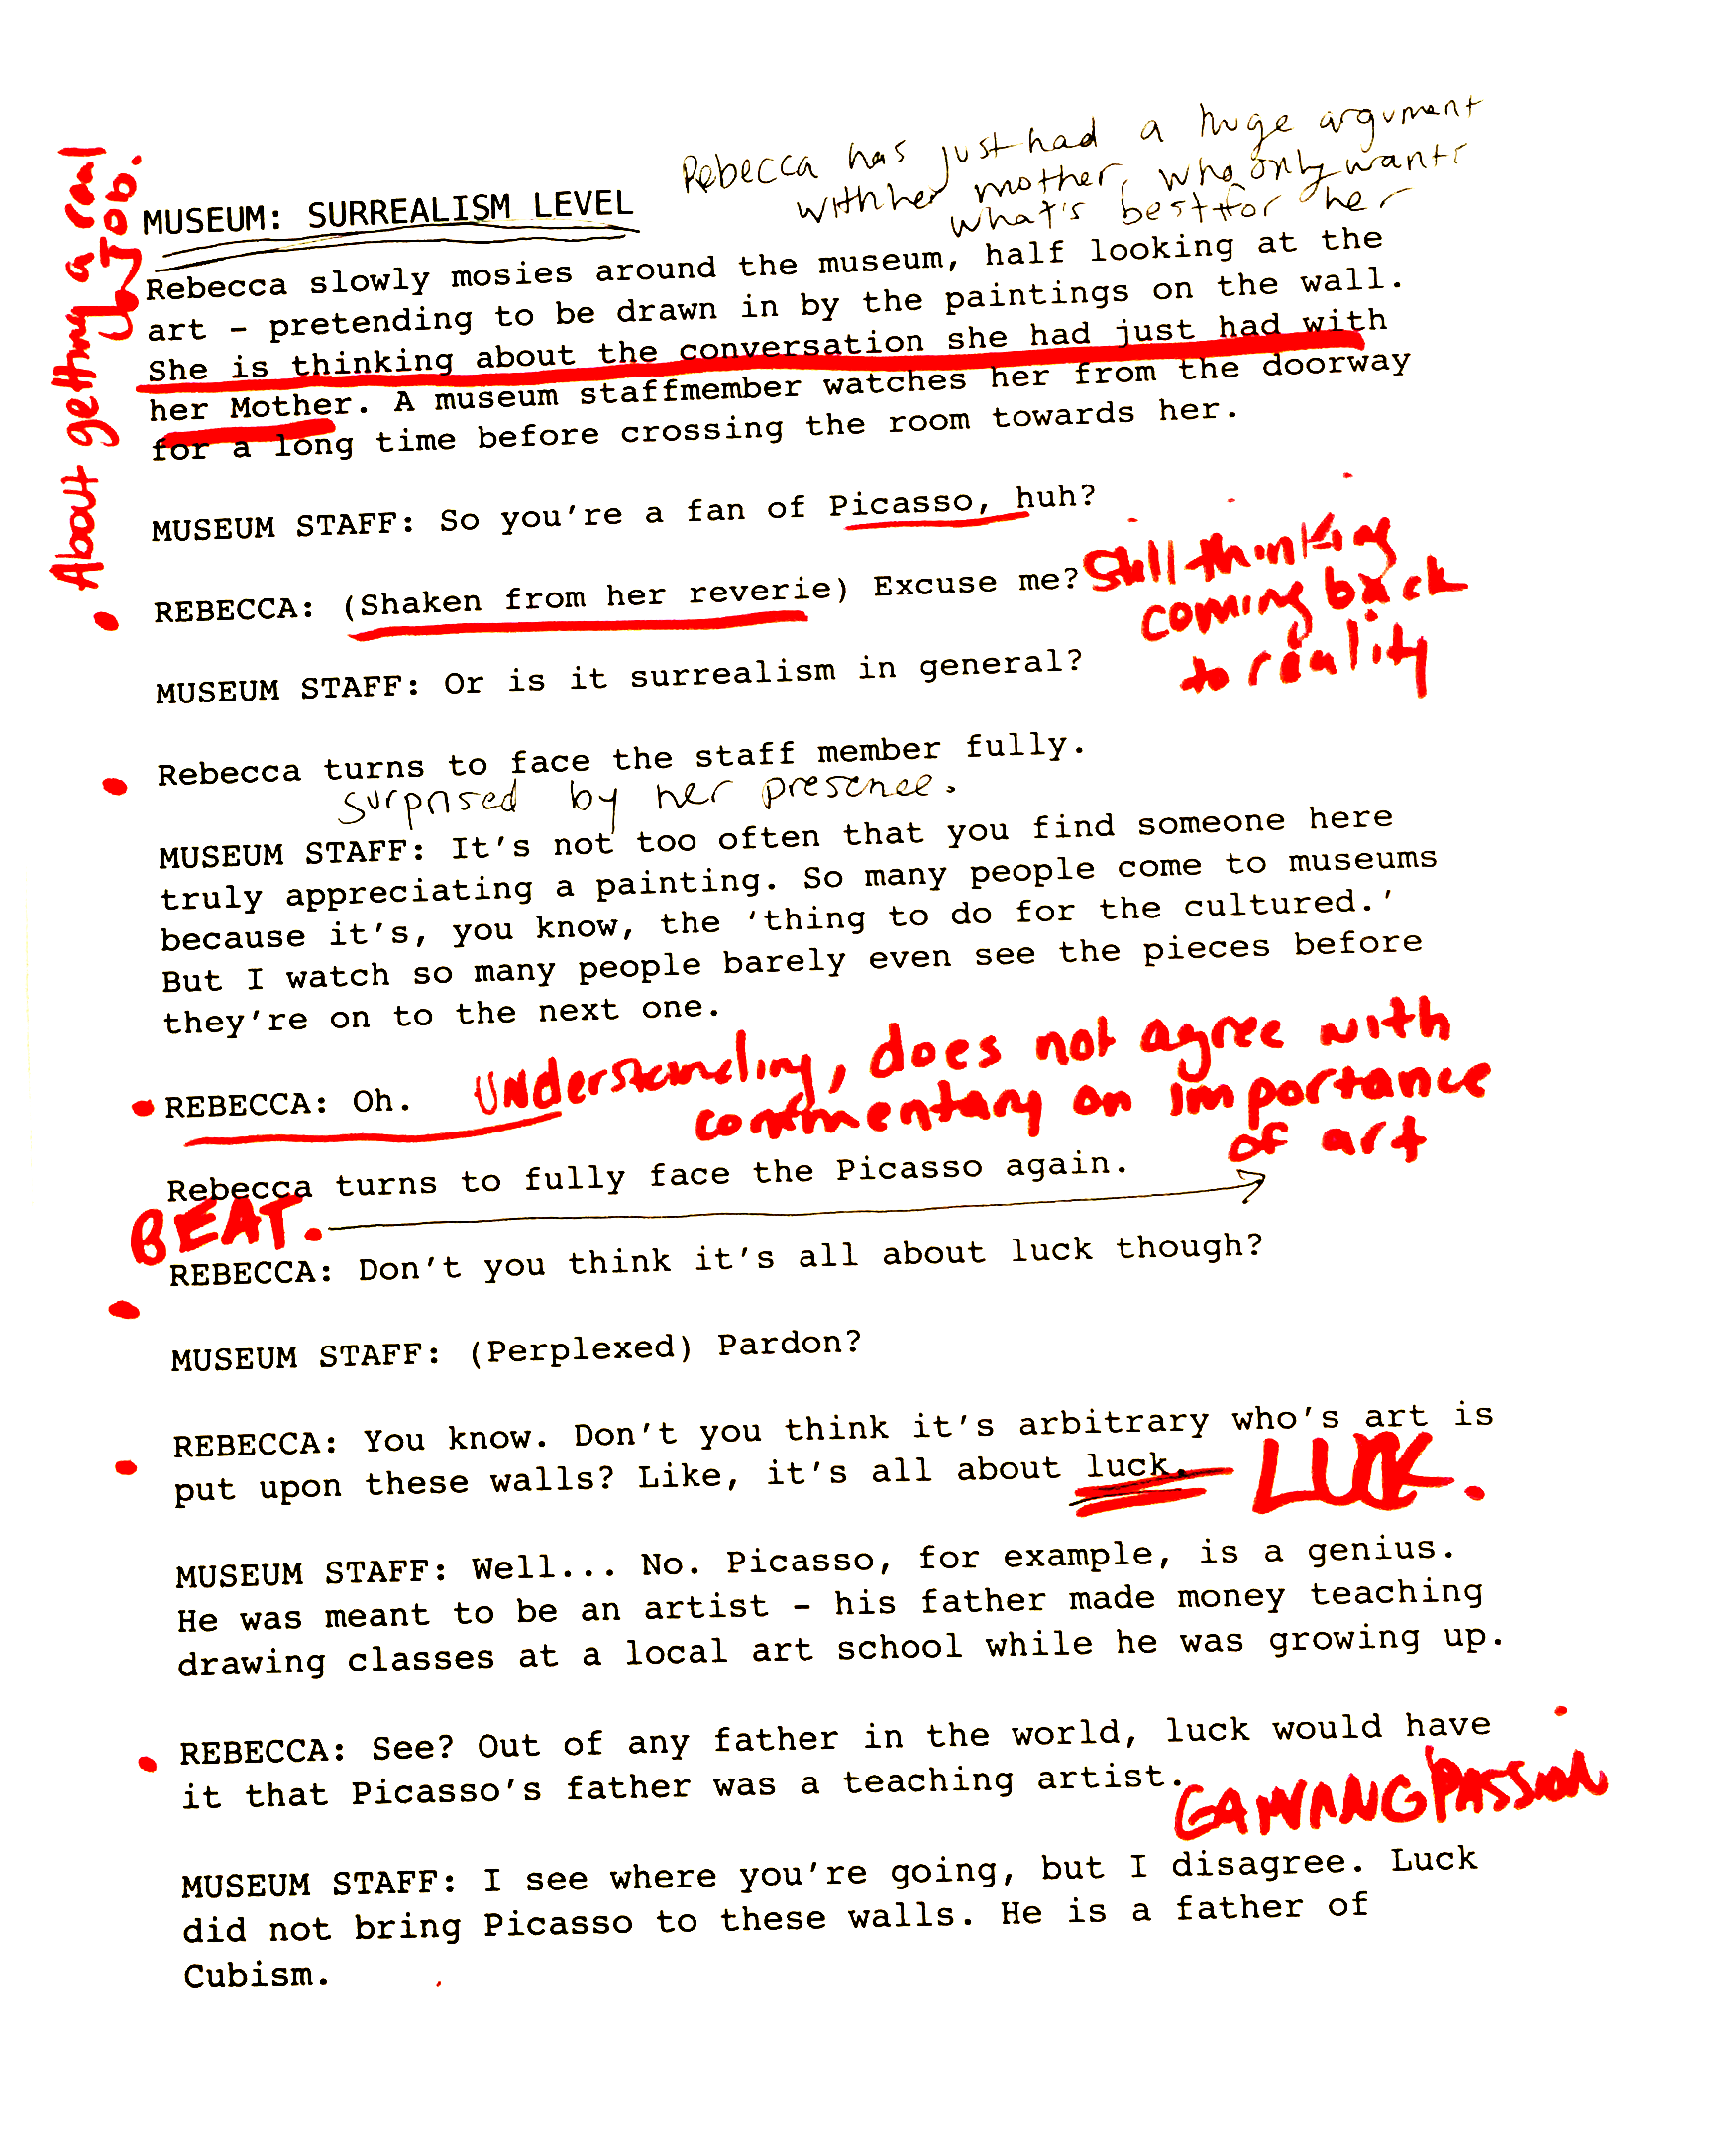 Rebecca has just had a huge argument
with her mother, who only wants
what's best for her
About getting a real
Job.
MUSEUM: SURREALISM LEVEL
Rebecca slowly mosies around the museum, half looking at the
art – pretending to be drawn in by the paintings on the wall.
She is thinking about the conversation she had just had with
her Mother. A museum staffmember watches her from the doorway
for a long time before crossing the room towards her.
MUSEUM STAFF: So you're a fan of Picasso, huh?
REBECCA: (Shaken from her reverie) Excuse me?
Still thinking
coming back
to reality
MUSEUM STAFF: Or is it surrealism in general?
Rebecca turns to face the staff member fully.
surprised by her presence.
MUSEUM STAFF: It's not too often that you find someone here
truly appreciating a painting. So many people come to museums
because it's, you know, the 'thing to do for the cultured.'
But I watch so many people barely even see the pieces before
they're on to the next one.
REBECCA: Oh.
Understanding, does not agree with
commentary on importance
of art
Rebecca turns to fully face the Picasso again.
BEAT.
REBECCA: Don't you think it's all about luck though?
MUSEUM STAFF: (Perplexed) Pardon?
REBECCA: You know. Don't you think it's arbitrary who's art is
put upon these walls? Like, it's all about luck. LUCK.
MUSEUM STAFF: Well... No. Picasso, for example, is a genius.
He was meant to be an artist – his father made money teaching
drawing classes at a local art school while he was growing up.
REBECCA: See? Out of any father in the world, luck would have
it that Picasso's father was a teaching artist.
GAINING PASSION
MUSEUM STAFF: I see where you're going, but I disagree. Luck
did not bring Picasso to these walls. He is a father of
Cubism.